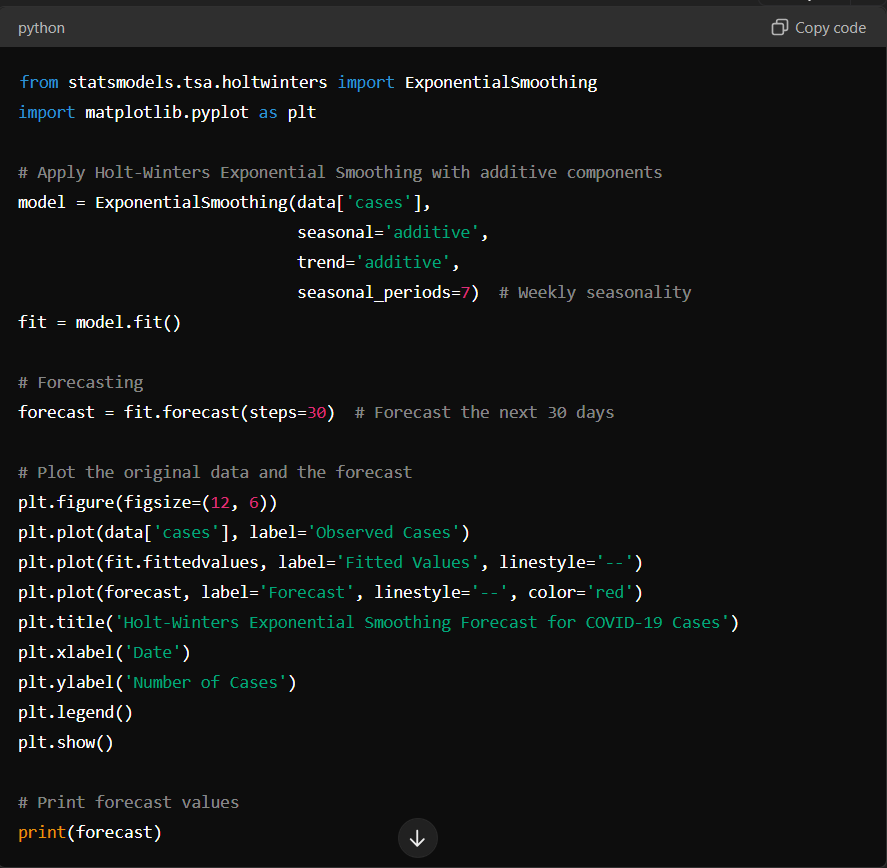 python
Copy code
from statsmodels.tsa.holtwinters import ExponentialSmoothing
import matplotlib.pyplot as plt
# Apply Holt-Winters Exponential Smoothing with additive components
model = ExponentialSmoothing(data['cases'],
                             seasonal='additive',
                             trend='additive',
                             seasonal_periods=7)  # Weekly seasonality
fit = model.fit()
# Forecasting
forecast = fit.forecast(steps=30)  # Forecast the next 30 days
# Plot the original data and the forecast
plt.figure(figsize=(12, 6))
plt.plot(data['cases'], label='Observed Cases')
plt.plot(fit.fittedvalues, label='Fitted Values', linestyle='--')
plt.plot(forecast, label='Forecast', linestyle='--', color='red')
plt.title('Holt-Winters Exponential Smoothing Forecast for COVID-19 Cases')
plt.xlabel('Date')
plt.ylabel('Number of Cases')
plt.legend()
plt.show()
# Print forecast values
print(forecast)